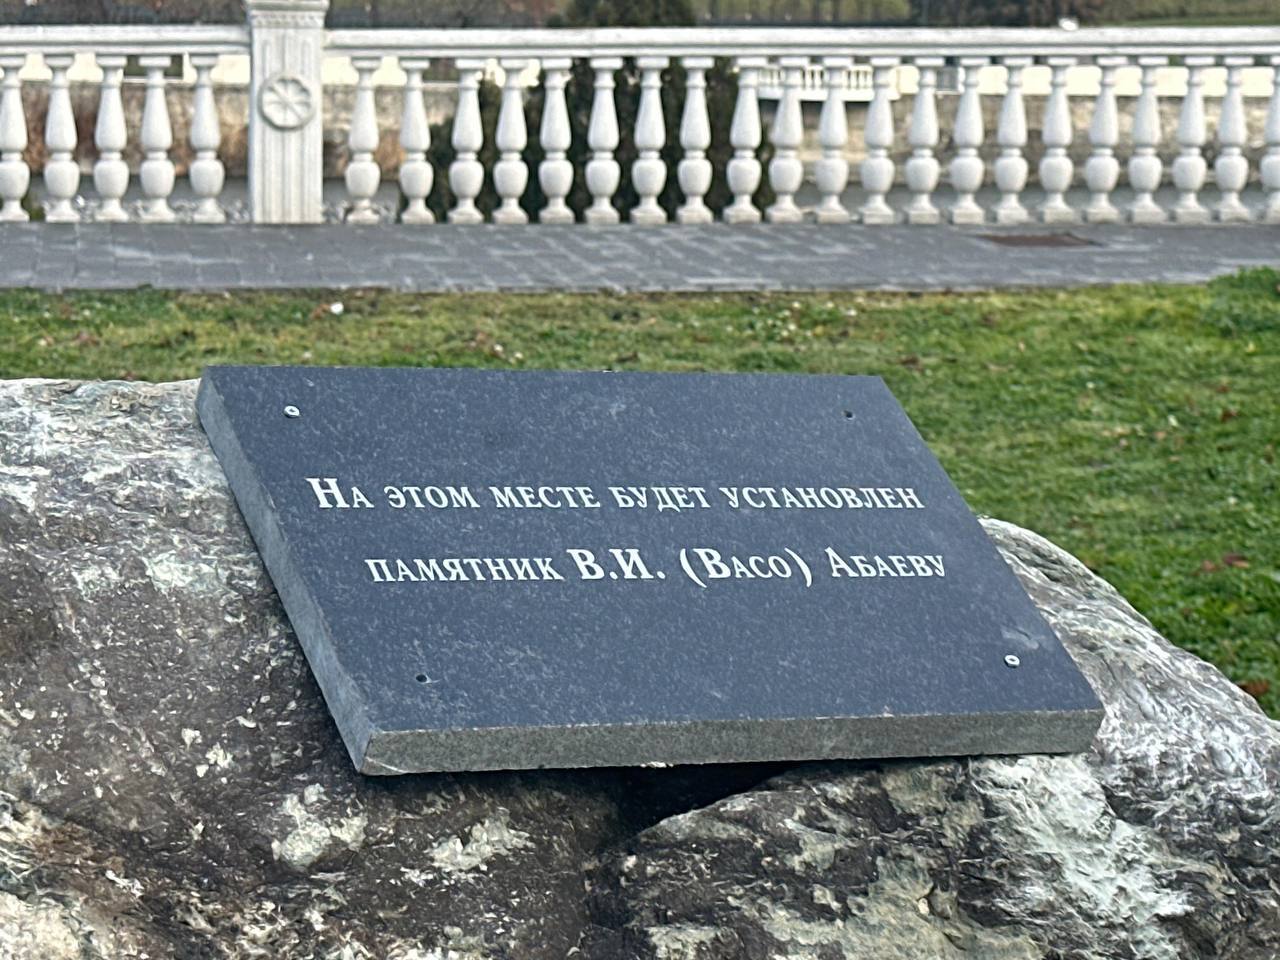 На этом месте будет установлен
памятник В.И. (Васо) Абаеву